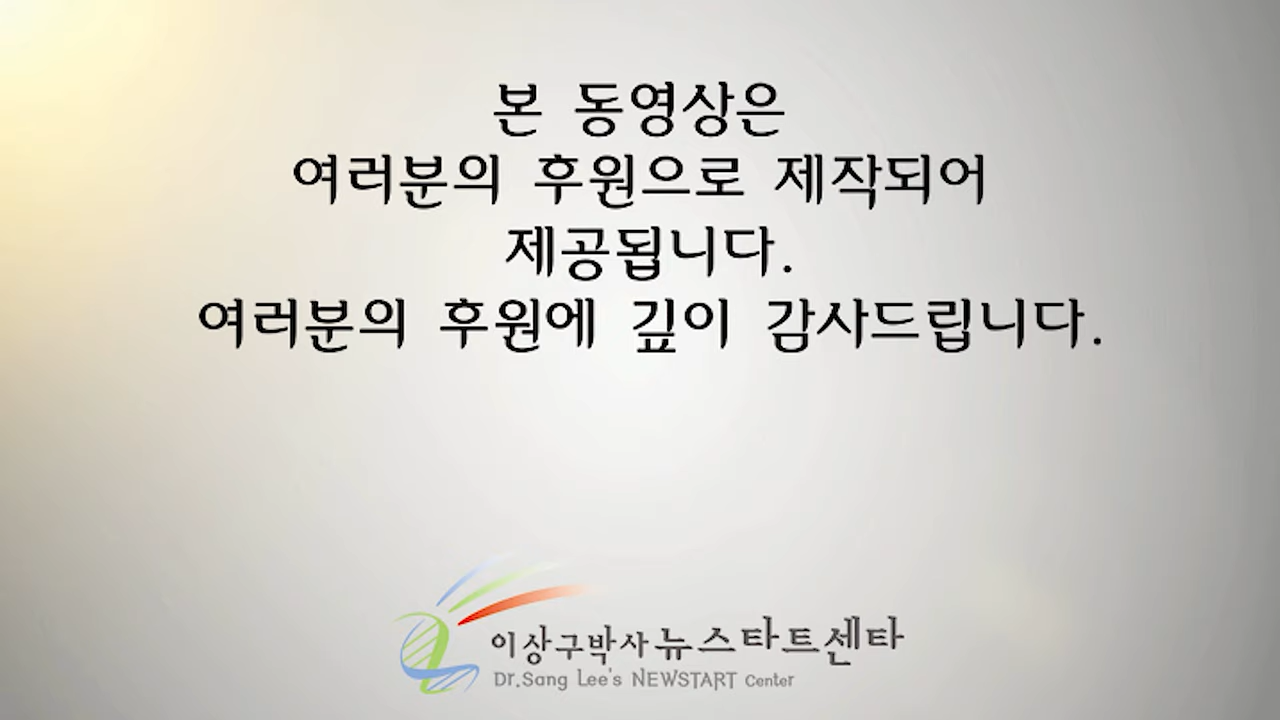 본 동영상은
여러분의 후원으로 제작되어
제공됩니다.
여러분의 후원에 깊이 감사드립니다.
이상구박사 뉴스타트센타
Dr.Sang Lee's NEWSTART Center